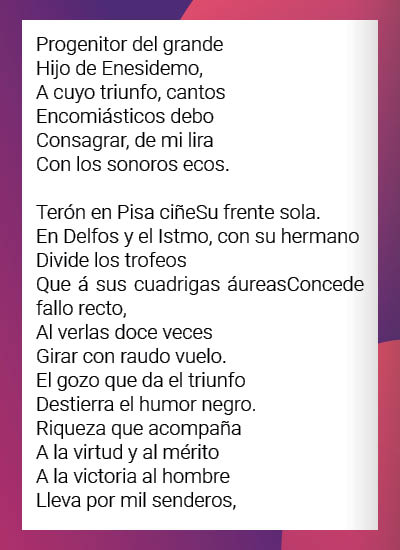 Progenitor del grande
Hijo de Enesidemo,
A cuyo triunfo, cantos
Encomiásticos debo
Consagrar, de mi lira
Con los sonoros ecos.

Terón en Pisa ciñeSu frente sola.
En Delfos y el Istmo, con su hermano
Divide los trofeos
Que á sus cuadrigas áureasConcede
fallo recto,
Al verlas doce veces
Girar con raudo vuelo.
El gozo que da el triunfo
Destierra el humor negro.
Riqueza que acompaña
A la virtud y al mérito
A la victoria al hombre
Lleva por mil senderos,